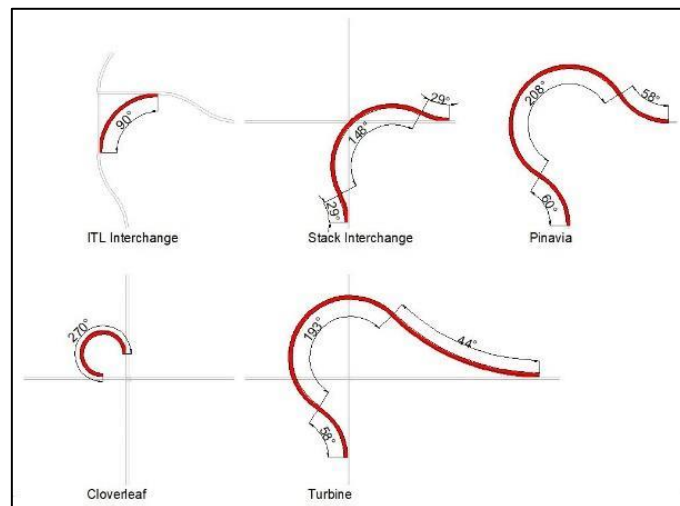 90°
ITL Interchange
29°
148°
29°
Stack Interchange
208°
58°
60°
Pinavia
270°
Cloverleaf
193°
44°
58°
Turbine